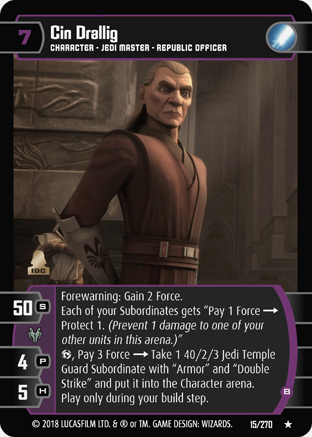 7
Cin Drallig
CHARACTER • JEDI MASTER • REPUBLIC OFFICER
IDC
50 S
4 P
5 H
Forewarning: Gain 2 Force.
Each of your Subordinates gets “Pay 1 Force →
Protect 1. (Prevent 1 damage to one of your
other units in this arena.)”
, Pay 3 Force → Take 1 40/2/3 Jedi Temple
Guard Subordinate with “Armor” and “Double
Strike” and put it into the Character arena.
Play only during your build step.
B
© 2018 LUCASFILM LTD. & ® or TM. GAME DESIGN: WIZARDS.
15/270 ★